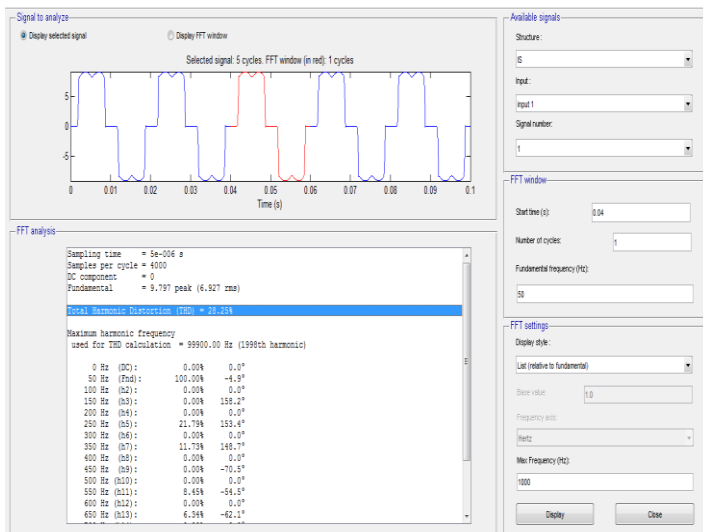 Signal to analyze
Display selected signal
Display FFT window
Selected signal: 5 cycles. FFT window (in red): 1 cycles
5
0
-5
0 0.01 0.02 0.03 0.04 0.05 0.06 0.07 0.08 0.09 0.1
Time (s)
FFT analysis
Sampling time = 5e-006 s
Samples per cycle = 4000
DC component = 0
Fundamental = 9.797 peak (6.927 rms)
Total Harmonic Distortion (THD) = 28.25%
Maximum harmonic frequency
used for THD calculation = 99900.00 Hz (1998th harmonic)
0 Hz (DC): 0.00% 0.0°
50 Hz (Fnd): 100.00% -4.9°
100 Hz (h2): 0.00% 0.0°
150 Hz (h3): 0.00% 158.2°
200 Hz (h4): 0.00% 0.0°
250 Hz (h5): 21.79% 153.4°
300 Hz (h6): 0.00% 0.0°
350 Hz (h7): 11.73% 148.7°
400 Hz (h8): 0.00% 0.0°
450 Hz (h9): 0.00% -70.5°
500 Hz (h10): 0.00% 0.0°
550 Hz (h11): 8.45% -54.5°
600 Hz (h12): 0.00% 0.0°
650 Hz (h13): 6.34% -62.1°
Available signals
Structure :
IS
Input :
input 1
Signal number:
1
FFT window
Start time (s): 0.04
Number of cycles: 1
Fundamental frequency (Hz):
50
FFT settings
Display style :
List (relative to fundamental)
Base value: 1.0
Frequency axis:
Hertz
Max Frequency (Hz):
1000
Display
Close